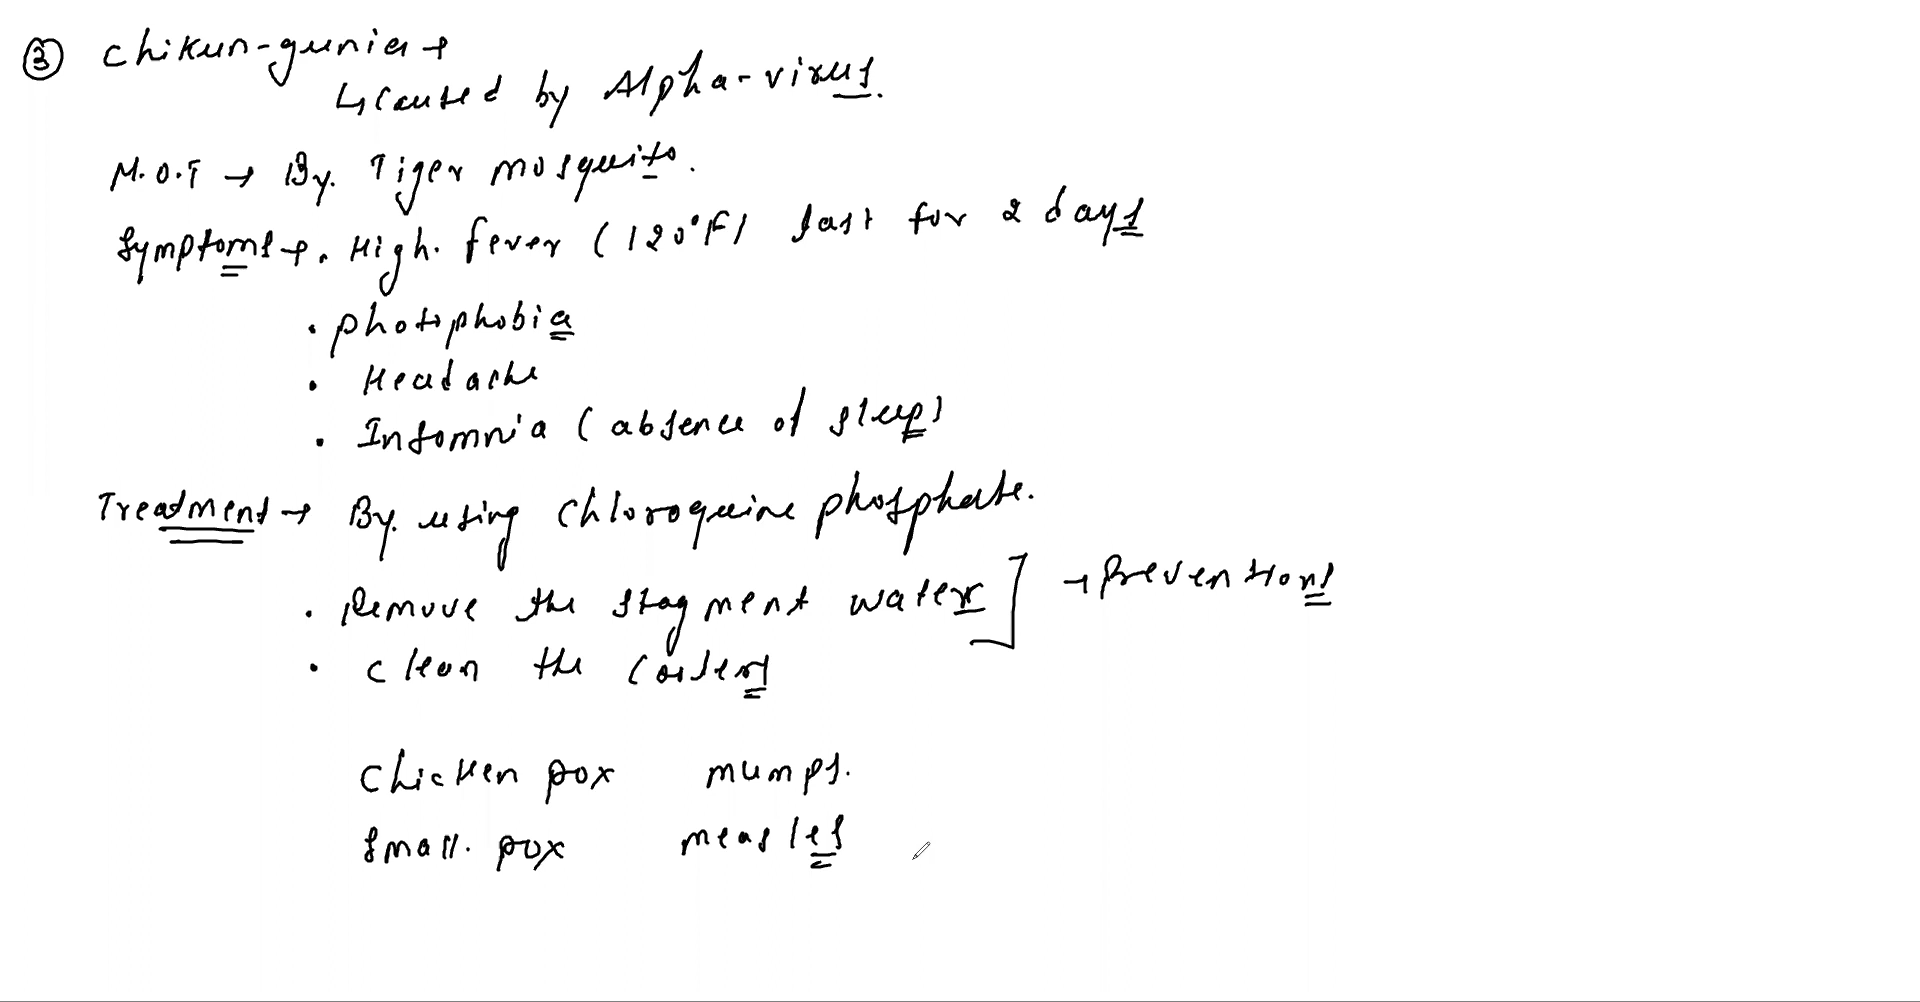 ③ Chikun-gunia →
↳ Caused by Alpha-virus.
M.O.T → By. Tiger mosquito.
Symptoms → • High. fever (120°F) last for 2 days
• photophobia
• Headache
• Insomnia (absence of sleep)
Treatment → By. using Chloroquine phosphate.
• Remove the stagment water ] → Preventions
• clean the
Chicken pox mumps.
Small. pox measles